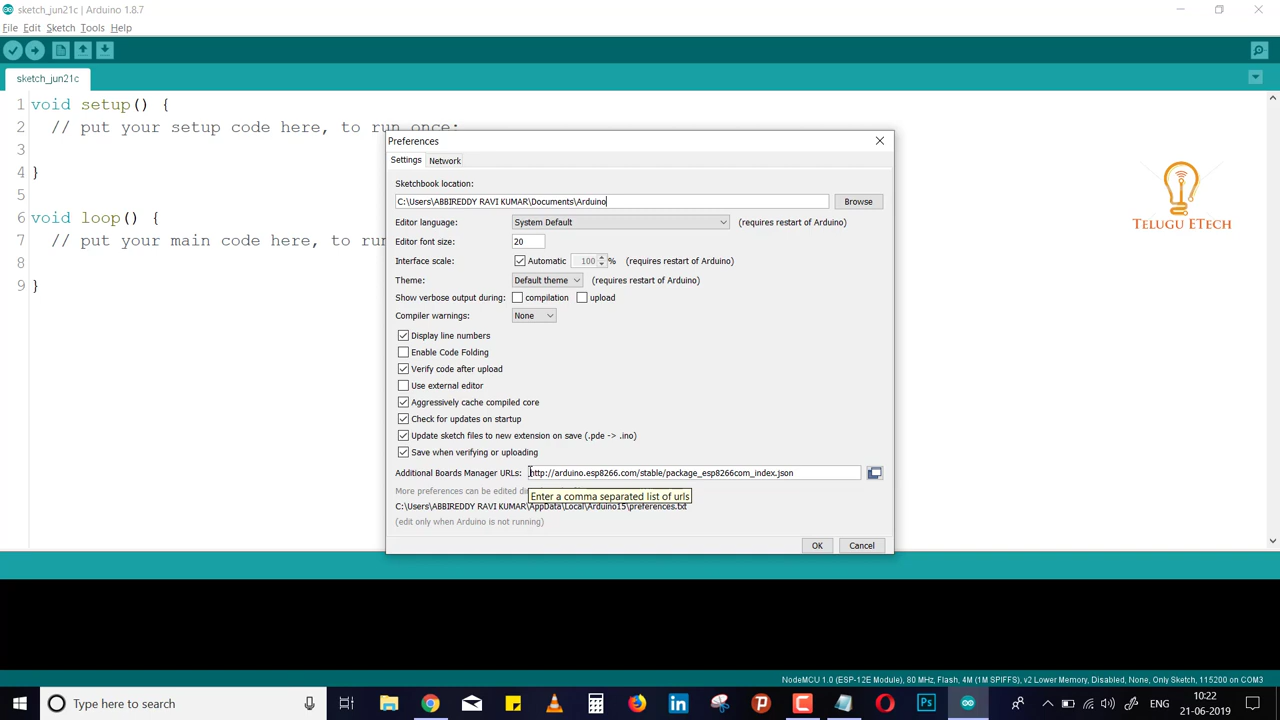 sketch_jun21c | Arduino 1.8.7
File Edit Sketch Tools Help
sketch_jun21c
1 void setup() {
2 // put your setup code here, to run once:
3
4 }
5
6 void loop() {
7 // put your main code here, to run
8
9 }
Preferences
Settings Network
Sketchbook location:
C:\Users\ABBIREDDY RAVI KUMAR\Documents\Arduino Browse
Editor language: System Default (requires restart of Arduino)
Editor font size: 20
Interface scale: Automatic 100 % (requires restart of Arduino)
Theme: Default theme (requires restart of Arduino)
Show verbose output during: compilation upload
Compiler warnings: None
Display line numbers
Enable Code Folding
Verify code after upload
Use external editor
Aggressively cache compiled core
Check for updates on startup
Update sketch files to new extension on save (.pde -> .ino)
Save when verifying or uploading
Additional Boards Manager URLs: http://arduino.esp8266.com/stable/package_esp8266com_index.json
More preferences can be edited
Enter a comma separated list of urls
C:\Users\ABBIREDDY RAVI KUMAR\AppData\Local\Arduino15\preferences.txt
(edit only when Arduino is not running)
OK Cancel
TELUGU ETECH
NodeMCU 1.0 (ESP-12E Module), 80 MHz, Flash, 4M (1M SPIFFS), v2 Lower Memory, Disabled, None, Only Sketch, 115200 on COM3
Type here to search
Ps
ENG
10:22
21-06-2019